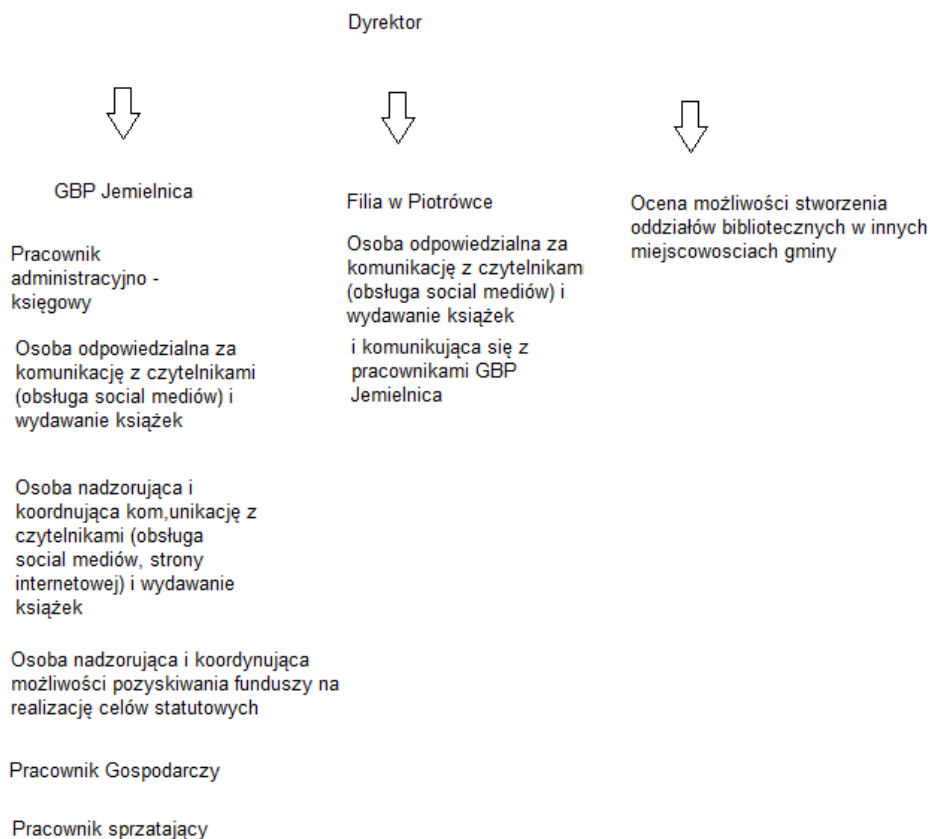 Dyrektor
GBP Jemielnica
Pracownik
administracyjno -
księgowy
Osoba odpowiedzialna za
komunikację z czytelnikami
(obsługa social mediów) i
wydawanie książek
Osoba nadzorująca i
koordnująca kom,unikację z
czytelnikami (obsługa
social mediów, strony
internetowej) i wydawanie
książek
Osoba nadzorująca i koordynująca
możliwości pozyskiwania funduszy na
realizację celów statutowych
Pracownik Gospodarczy
Pracownik sprzatający
Filia w Piotrówce
Osoba odpowiedzialna za
komunikację z czytelnikami
(obsługa social mediów) i
wydawanie książek
i komunikująca się z
pracownikami GBP
Jemielnica
Ocena możliwości stworzenia
oddziałów bibliotecznych w innych
miejscowosciach gminy